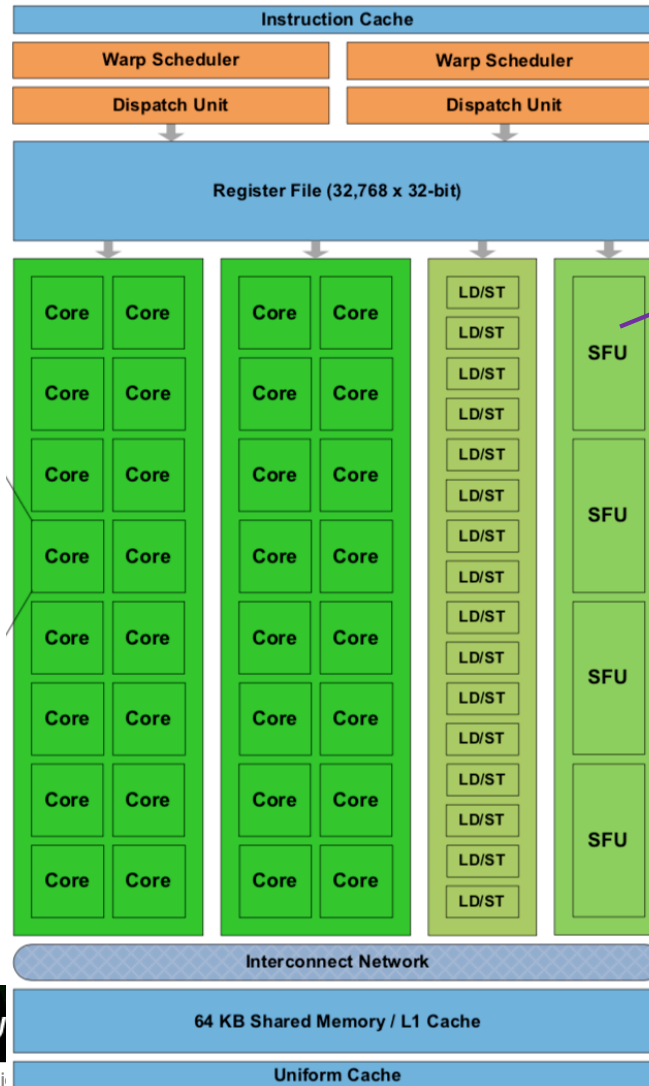 Instruction Cache
Warp Scheduler Warp Scheduler
Dispatch Unit Dispatch Unit
Register File (32,768 x 32-bit)
LD/ST
Core Core Core Core
LD/ST
SFU
LD/ST
Core Core Core Core
LD/ST
LD/ST
Core Core Core Core
LD/ST
SFU
LD/ST
Core Core Core Core
LD/ST
LD/ST
Core Core Core Core
LD/ST
SFU
LD/ST
Core Core Core Core
LD/ST
LD/ST
Core Core Core Core
LD/ST
SFU
LD/ST
Core Core Core Core
LD/ST
Interconnect Network
64 KB Shared Memory / L1 Cache
Uniform Cache